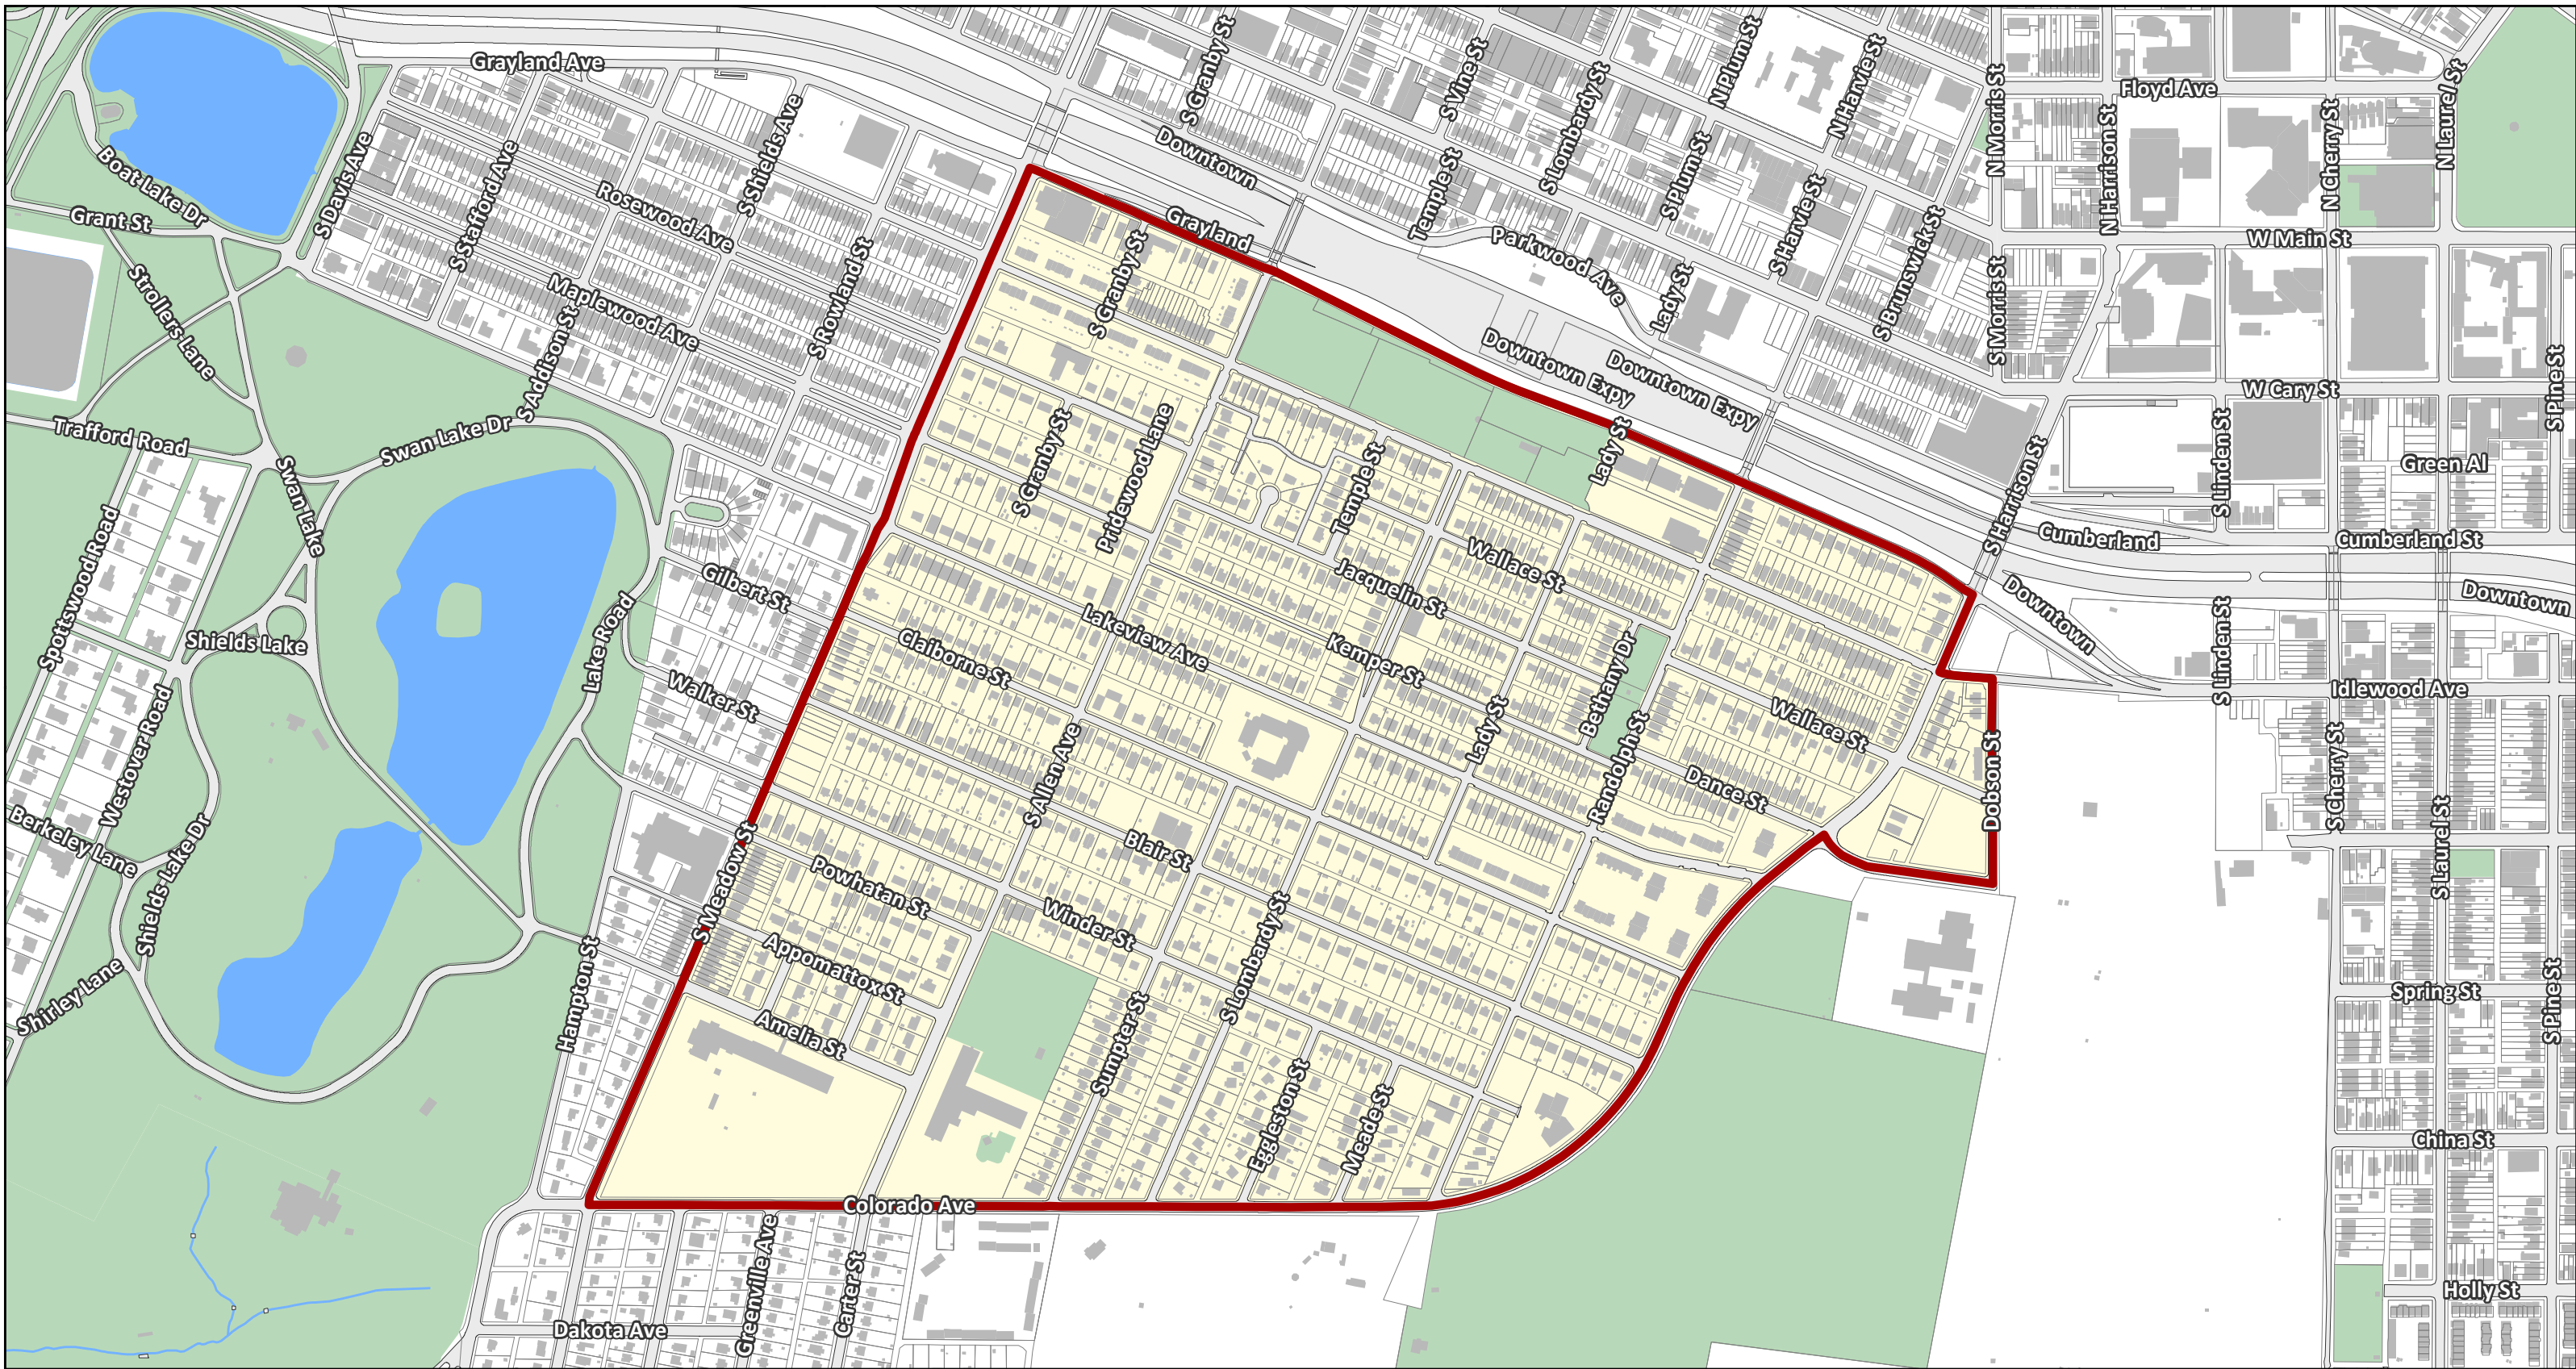 Grayland Ave
S Granby St
S Vine St
S Lombardy St
N Plum St
N Harvie St
N Morris St
Floyd Ave
N Harrison St
N Cherry St
N Laurel St
Boat Lake Dr
Grant St
S Davis Ave
S Stafford Ave
Rosewood Ave
S Shields Ave
Downtown
Grayland
Temple St
S Plum St
S Harvie St
Parkwood Ave
Lady St
S Brunswick St
S Morris St
W Main St
Strollers Lane
Maplewood Ave
S Addison St
S Rowland St
S Granby St
Downtown Expy
Downtown Expy
W Cary St
S Pine St
Trafford Road
Swan Lake Dr
Swan Lake
S Granby St
Pridewood Lane
Temple St
Lady St
S Harrison St
S Linden St
Green Al
Cumberland
Cumberland St
Spottswood Road
Gilbert St
Lakeview Ave
Jacquelin St
Wallace St
Downtown
Downtown
Shields Lake
Lake Road
Claiborne St
Kemper St
Bethany Dr
S Linden St
Idlewood Ave
Walker St
Westover Road
S Allen Ave
Lady St
Randolph St
Wallace St
Dance St
Dobson St
S Cherry St
Berkeley Lane
Shields Lake Dr
S Meadow St
Powhatan St
Blair St
S Laurel St
Shirley Lane
Hampton St
Appomattox St
Winder St
S Lombardy St
Amelia St
Sumpter St
Spring St
S Pine St
Eggleston St
Meade St
China St
Colorado Ave
Greenville Ave
Carter St
Dakota Ave
Holly St